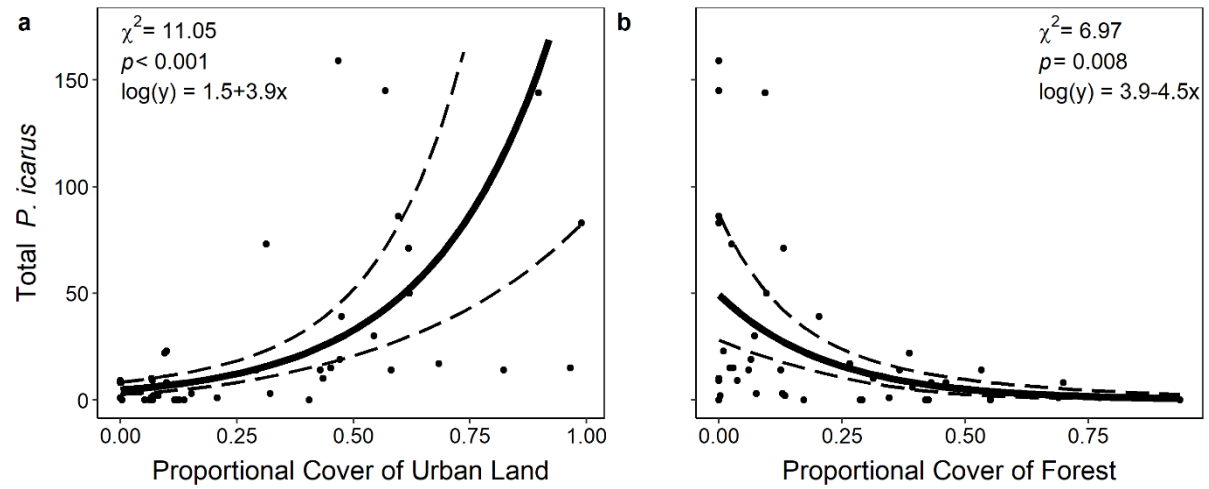 a
χ²= 11.05
p< 0.001
log(y) = 1.5+3.9x
150
100
50
0
Total P. icarus
0.00 0.25 0.50 0.75 1.00
Proportional Cover of Urban Land
b
χ²= 6.97
p= 0.008
log(y) = 3.9-4.5x
0.00 0.25 0.50 0.75
Proportional Cover of Forest